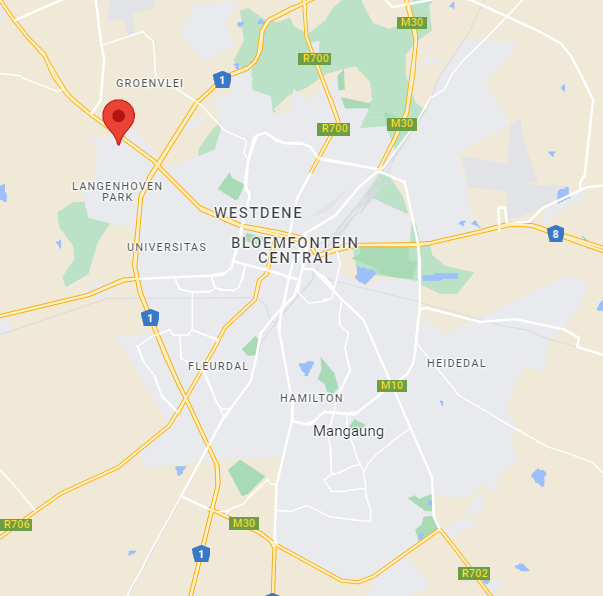 M30
R700
1
GROENVLEI
M30
R700
LANGENHOVEN
PARK
WESTDENE
8
BLOEMFONTEIN
CENTRAL
UNIVERSITAS
1
FLEURDAL
HEIDEDAL
M10
HAMILTON
Mangaung
R706
M30
1
R702